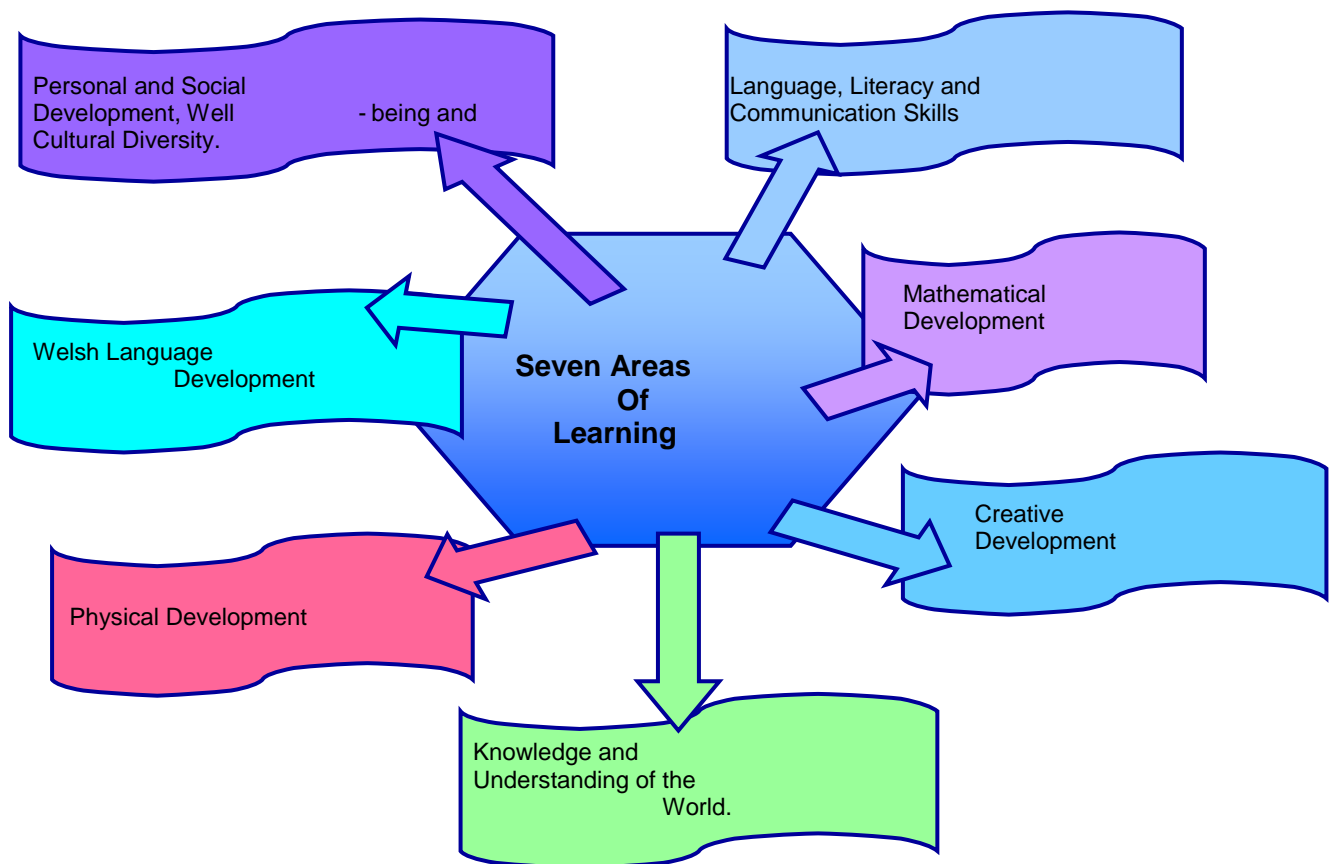 Personal and Social
Development, Well - being and
Cultural Diversity.
Language, Literacy and
Communication Skills
Mathematical
Development
Welsh Language
Development
Seven Areas
Of
Learning
Creative
Development
Physical Development
Knowledge and
Understanding of the
World.